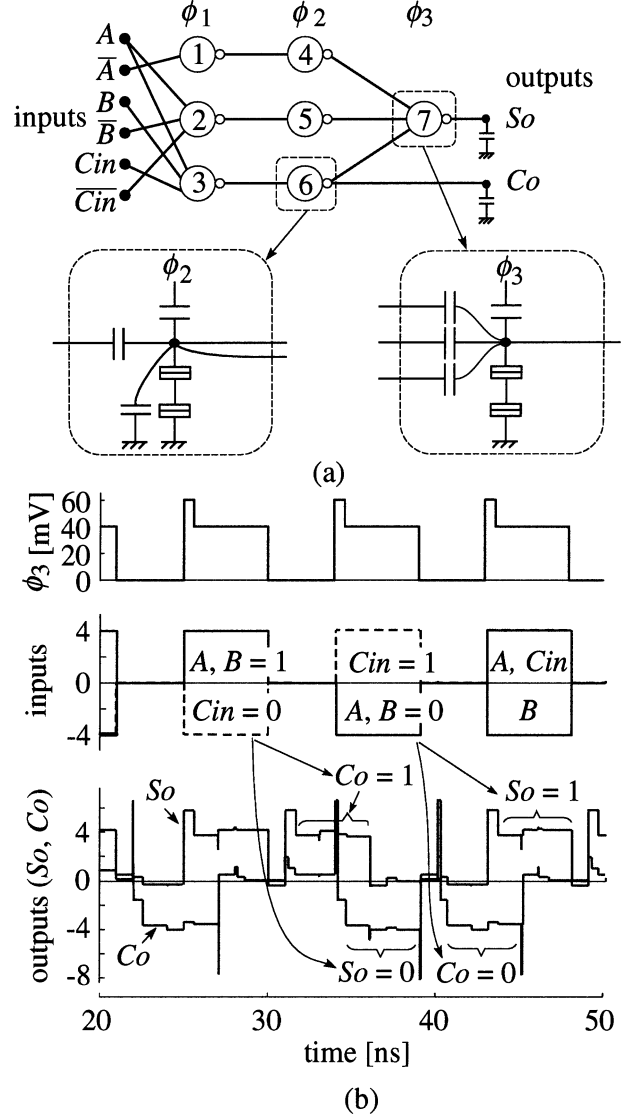 ϕ1 ϕ2 ϕ3
A
A̅
B
inputs B̅
Cin
C̅i̅n̅
1 4
2 5 7
3 6
outputs
So
Co
ϕ2 ϕ3
(a)
ϕ3 [mV]
60
40
20
0
inputs
4
0
-4
A, B = 1
Cin = 0
Cin = 1
A, B = 0
A, Cin
B
outputs (So, Co)
4
0
-4
-8
So
Co = 1
So = 1
Co
So = 0
Co = 0
20 30 40 50
time [ns]
(b)